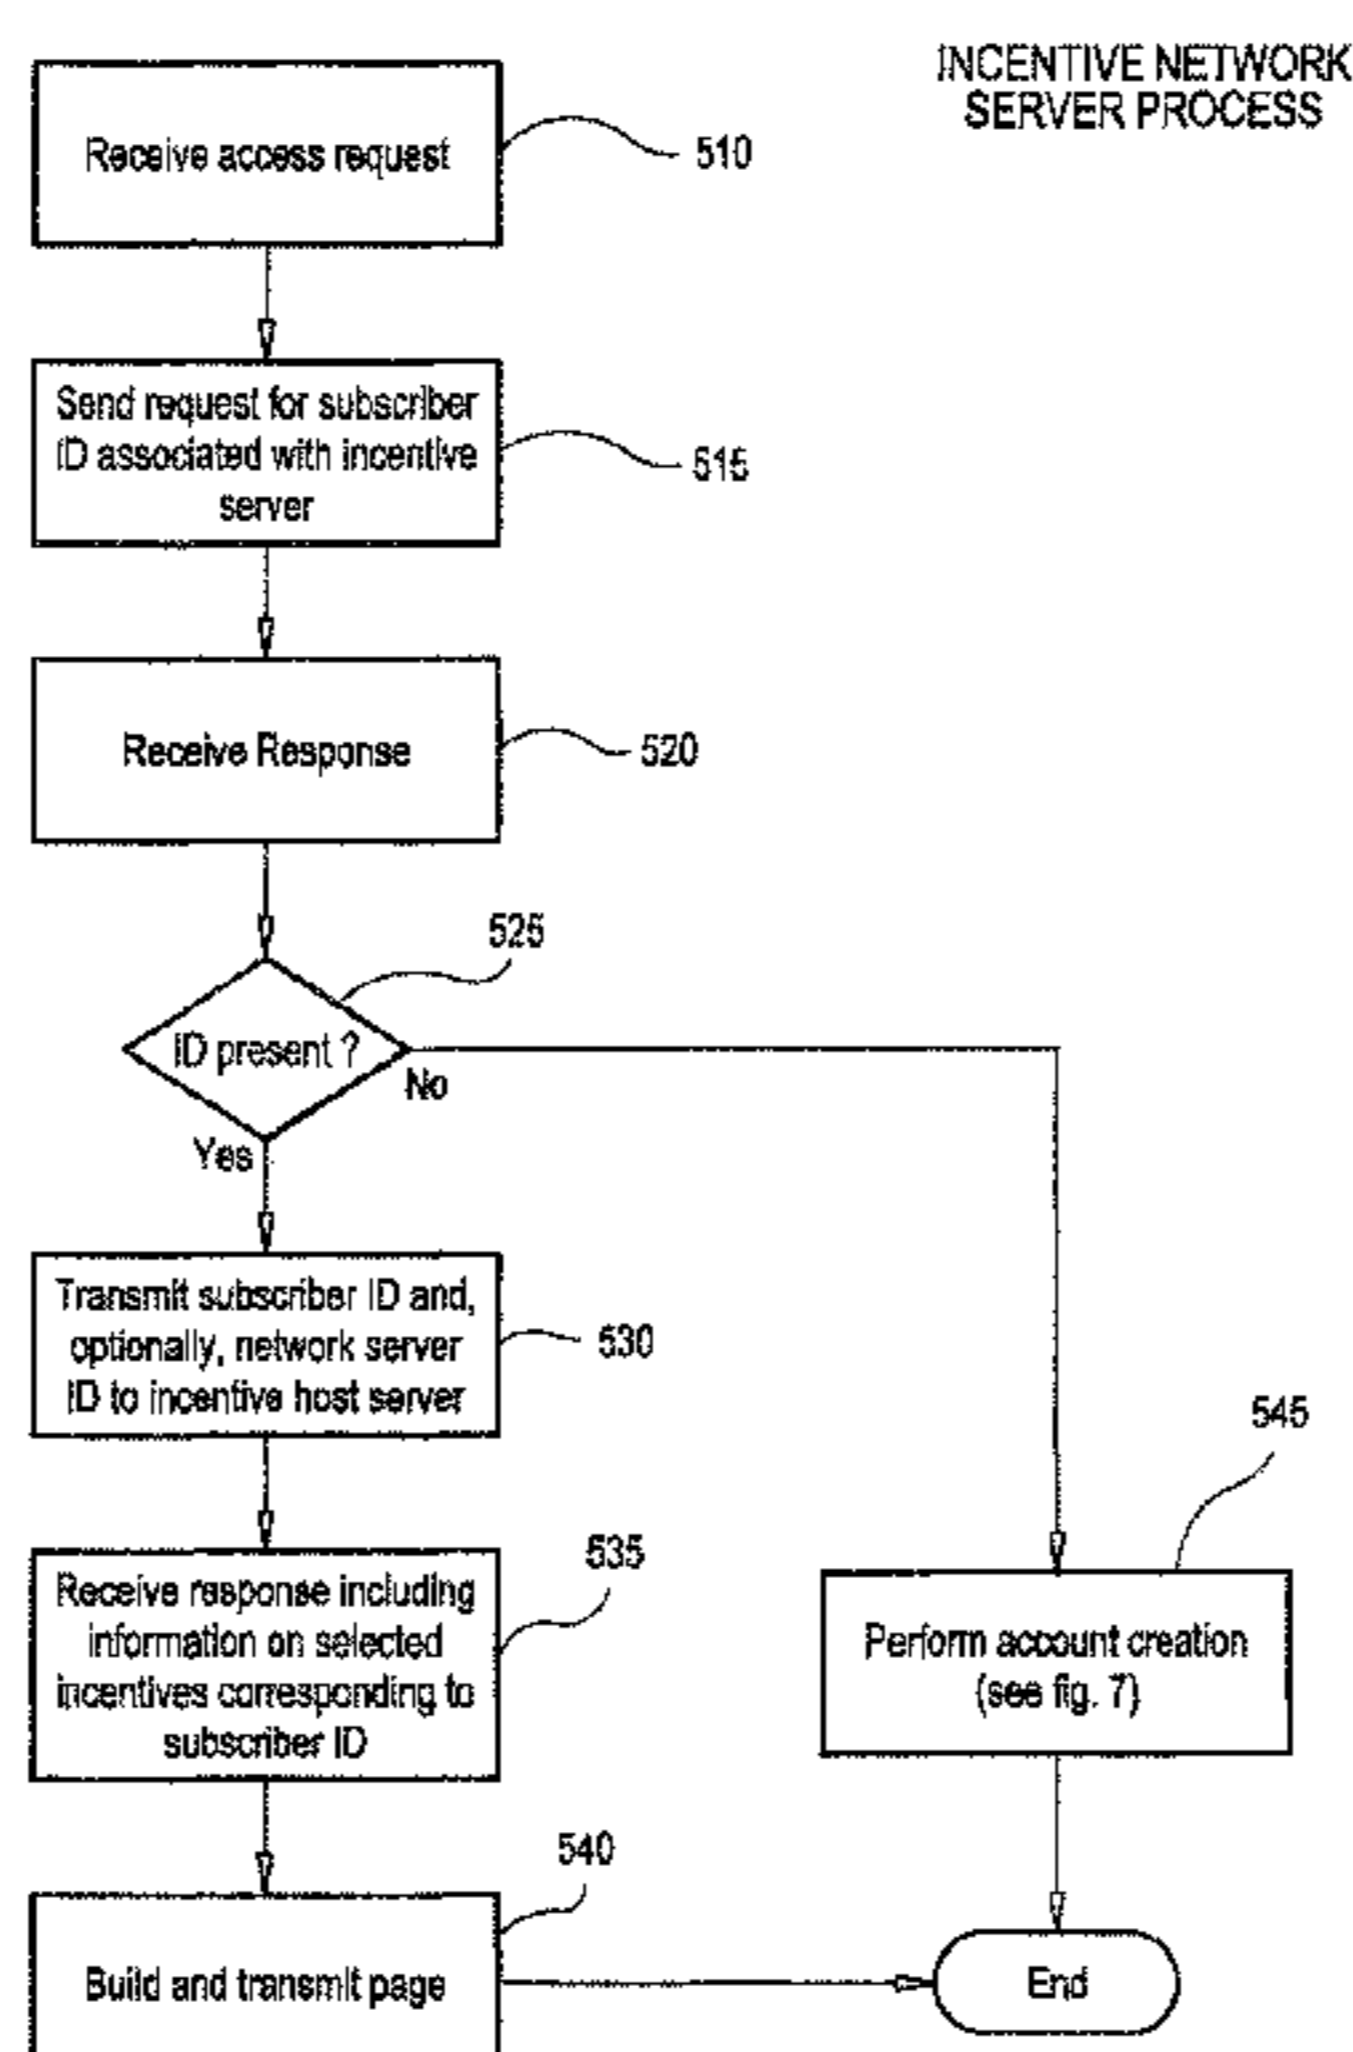 INCENTIVE NETWORK
SERVER PROCESS
Receive access request
510
Send request for subscriber
ID associated with incentive
server
515
Receive Response
520
525
ID present ?
No
Yes
Transmit subscriber ID and,
optionally, network server
ID to incentive host server
530
545
535
Receive response including
information on selected
incentives corresponding to
subscriber ID
Perform account creation
(see fig. 7)
540
Build and transmit page
End